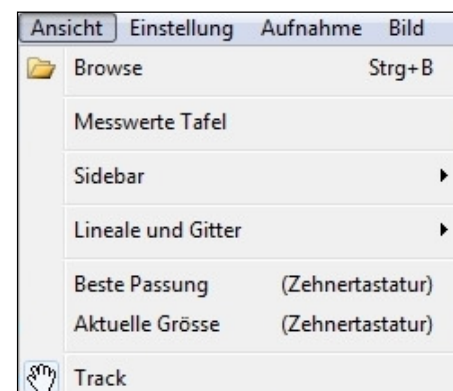 Ansicht Einstellung Aufnahme Bild
Browse Strg+B
Messwerte Tafel
Sidebar
Lineale und Gitter
Beste Passung (Zehnertastatur)
Aktuelle Grösse (Zehnertastatur)
Track